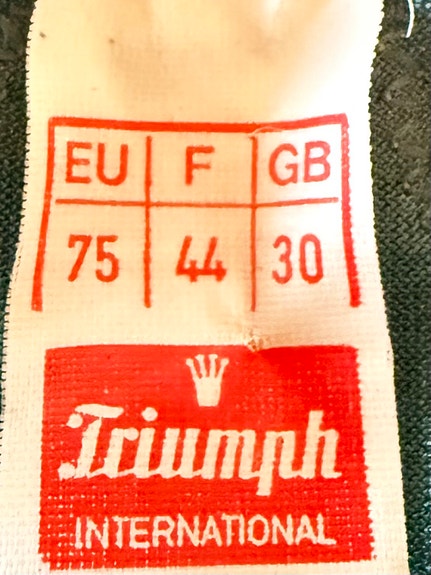 EU F GB
75 44 30
Triumph
INTERNATIONAL